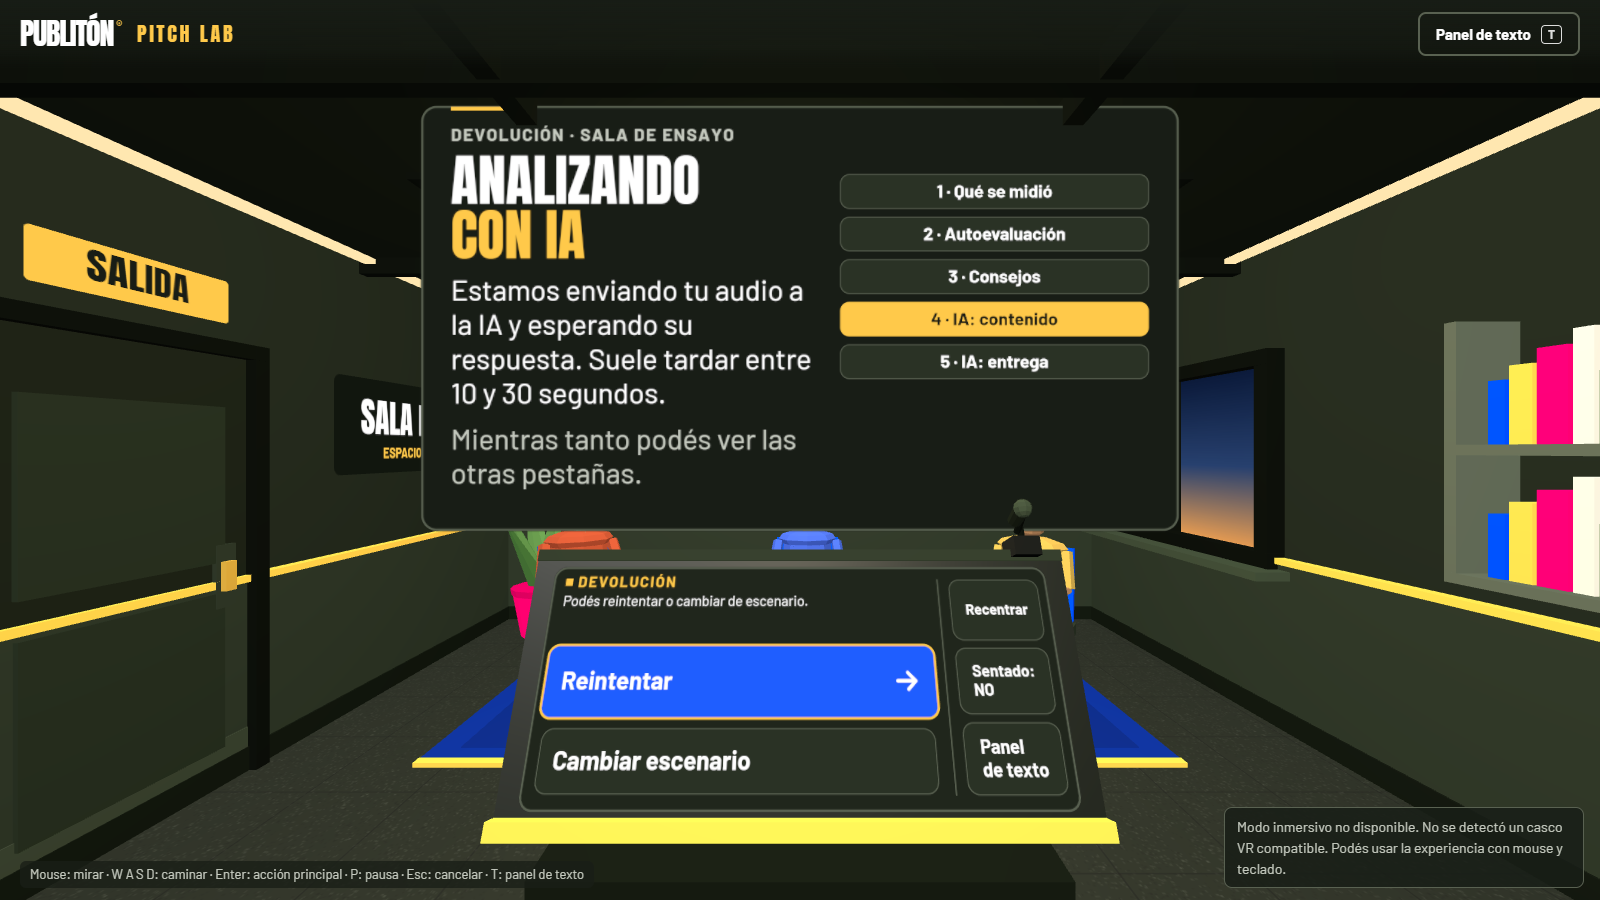 PUBLITÓN PITCH LAB
Panel de texto T
DEVOLUCIÓN · SALA DE ENSAYO
ANALIZANDO
CON IA
Estamos enviando tu audio a
la IA y esperando su
respuesta. Suele tardar entre
10 y 30 segundos.
Mientras tanto podés ver las
otras pestañas.
1 · Qué se midió
2 · Autoevaluación
3 · Consejos
4 · IA: contenido
5 · IA: entrega
SALIDA
SALA
ESPACIO
DEVOLUCIÓN
Podés reintentar o cambiar de escenario.
Reintentar →
Cambiar escenario
Recentrar
Sentado:
NO
Panel
de texto
Mouse: mirar · W A S D: caminar · Enter: acción principal · P: pausa · Esc: cancelar · T: panel de texto
Modo inmersivo no disponible. No se detectó un casco
VR compatible. Podés usar la experiencia con mouse y
teclado.